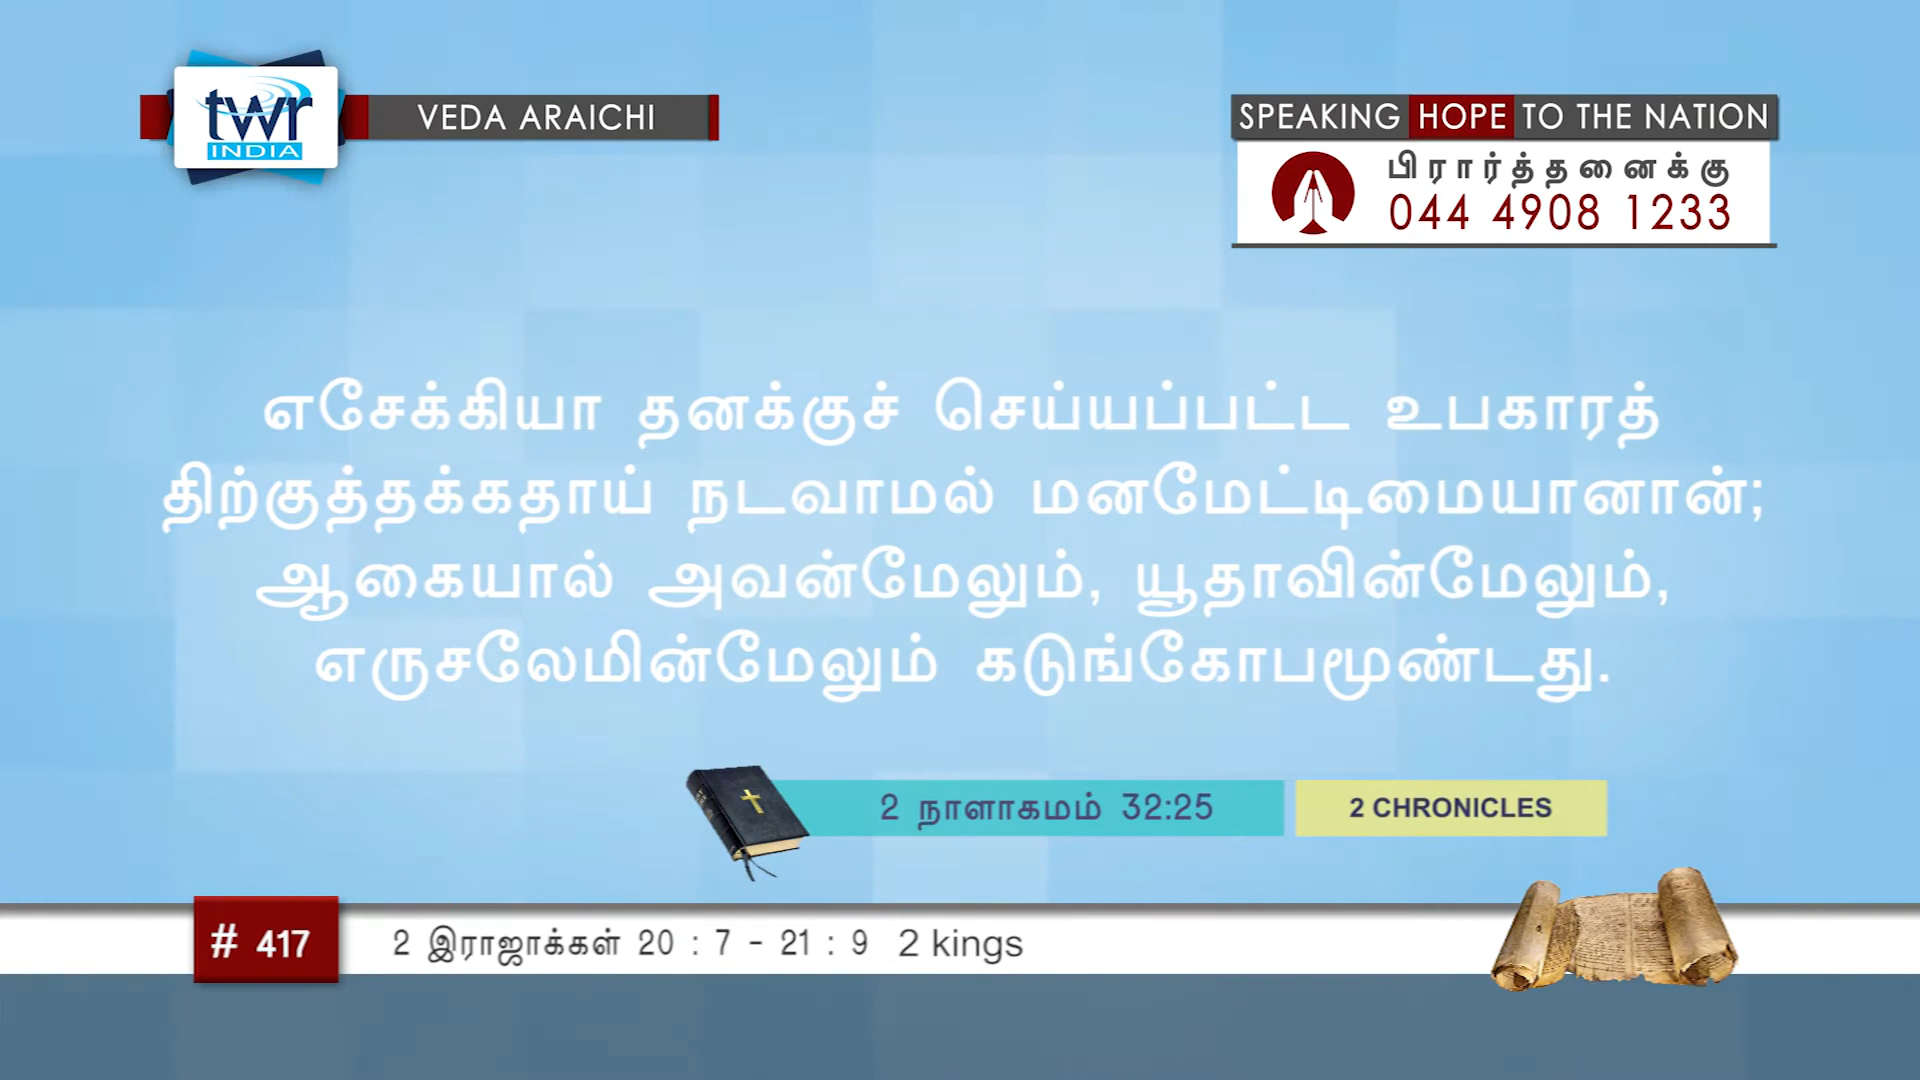 twr
INDIA
VEDA ARAICHI
SPEAKING HOPE TO THE NATION
பிரார்த்தனைக்கு
044 4908 1233
எசேக்கியா தனக்குச் செய்யப்பட்ட உபகாரத்
திற்குத்தக்கதாய் நடவாமல் மனமேட்டிமையானான்;
ஆகையால் அவன்மேலும், யூதாவின்மேலும்,
எருசலேமின்மேலும் கடுங்கோபமூண்டது.
2 நாளாகமம் 32:25
2 CHRONICLES
# 417
2 இராஜாக்கள் 20 : 7 - 21 : 9 2 kings